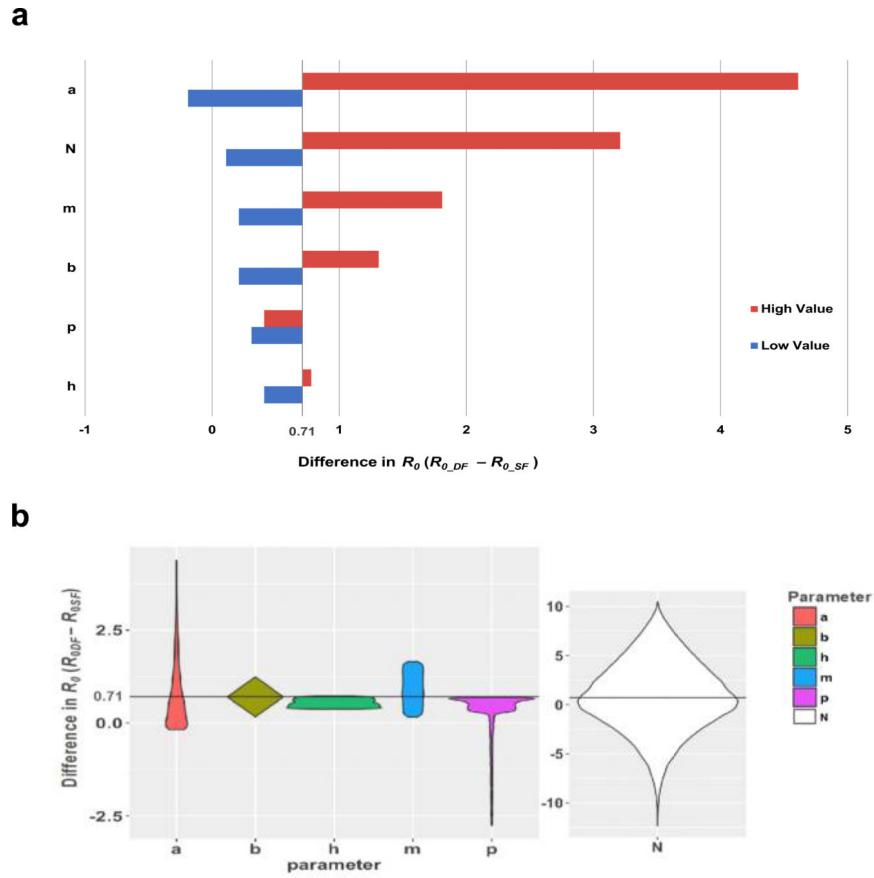 a
a
N
m
b
p
h
High Value
Low Value
-1 0 0.71 1 2 3 4 5
Difference in R0 (R0_DF – R0_SF)
b
Difference in R0 (R0DF – R0SF)
2.5
0.71
0.0
-2.5
a b h m p
parameter
10
5
0
-5
-10
N
Parameter
a
b
h
m
p
N